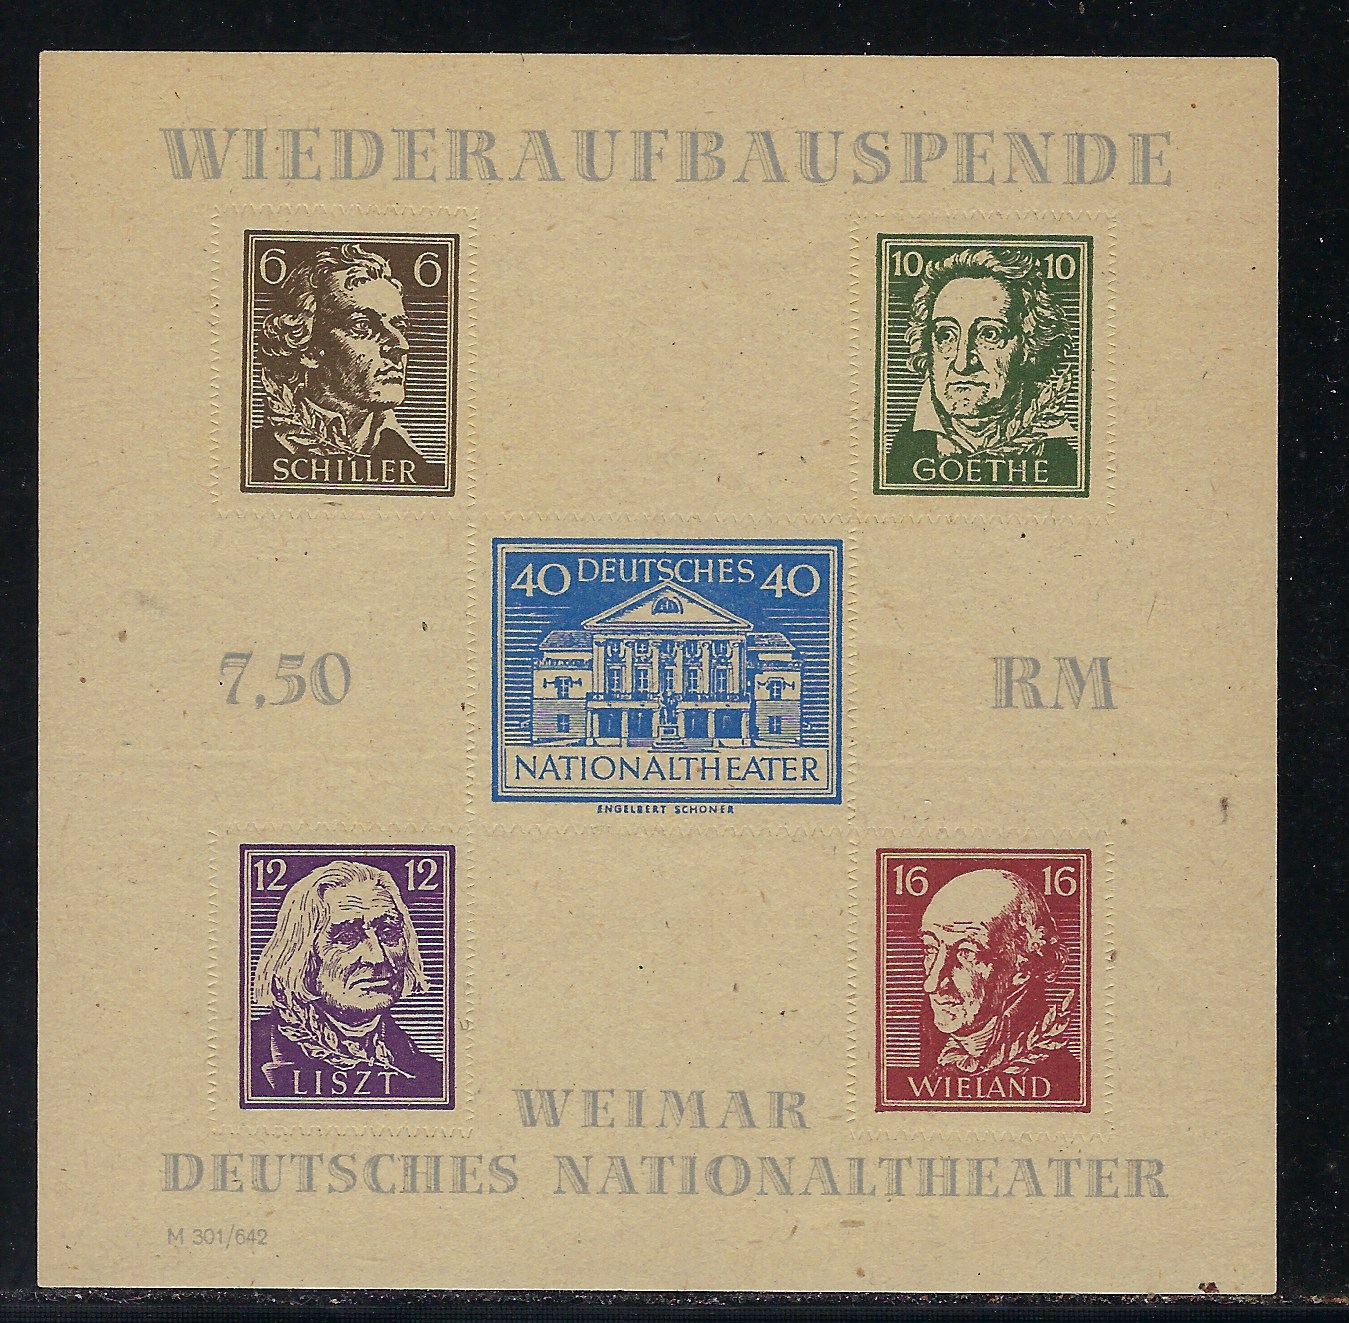 WIEDERAUFBAUSPENDE
6 6
SCHILLER
10 10
GOETHE
7,50
40 DEUTSCHES 40
NATIONALTHEATER
ENGELBERT SCHONER
RM
12 12
LISZT
16 16
WIELAND
WEIMAR
DEUTSCHES NATIONALTHEATER
M 301/642